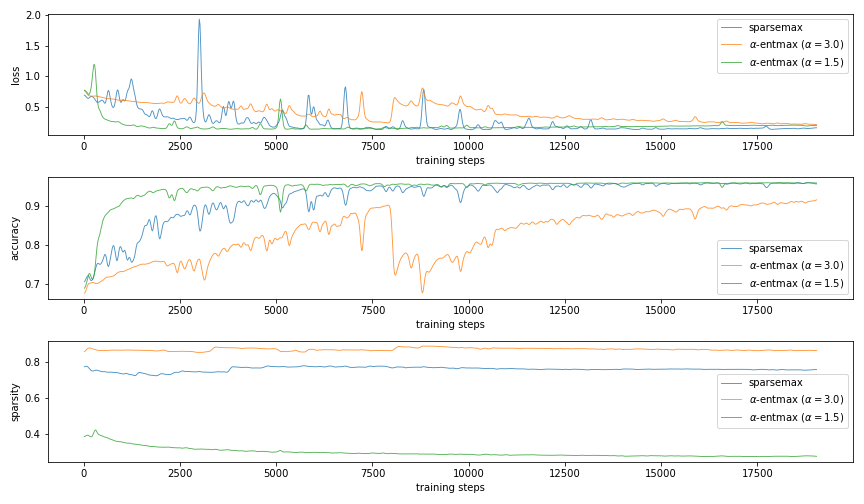 2.0
1.5
1.0
0.5
loss
sparsemax
α-entmax (α = 3.0)
α-entmax (α = 1.5)
0 2500 5000 7500 10000 12500 15000 17500
training steps
0.9
0.8
0.7
accuracy
sparsemax
α-entmax (α = 3.0)
α-entmax (α = 1.5)
0 2500 5000 7500 10000 12500 15000 17500
training steps
0.8
0.6
0.4
sparsity
sparsemax
α-entmax (α = 3.0)
α-entmax (α = 1.5)
0 2500 5000 7500 10000 12500 15000 17500
training steps